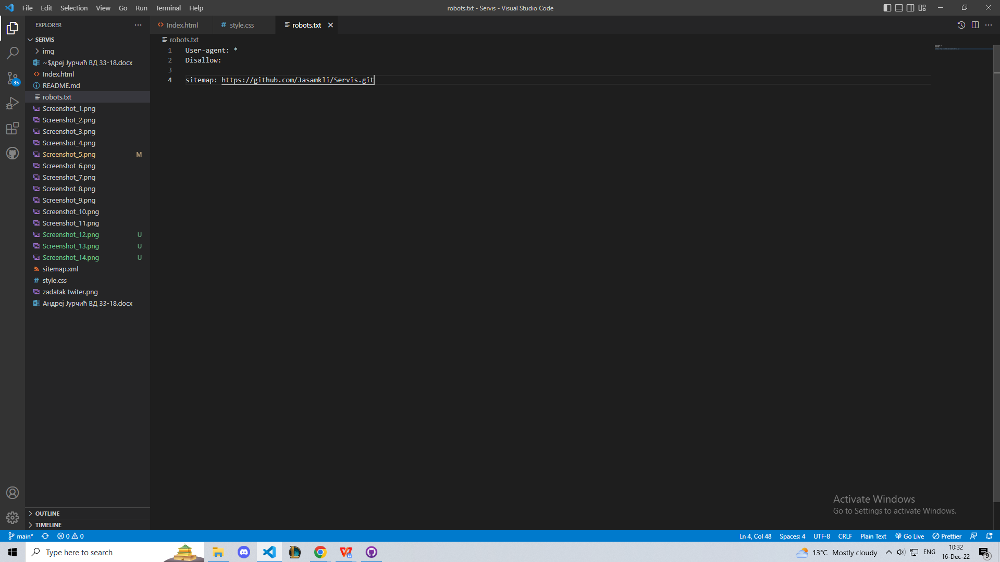 File Edit Selection View Go Run Terminal Help
robots.txt - Servis - Visual Studio Code
EXPLORER
Index.html
style.css
robots.txt
SERVIS
img
~$дреј Јурчић ВД 33-18.docx
Index.html
README.md
robots.txt
Screenshot_1.png
Screenshot_2.png
Screenshot_3.png
Screenshot_4.png
Screenshot_5.png M
Screenshot_6.png
Screenshot_7.png
Screenshot_8.png
Screenshot_9.png
Screenshot_10.png
Screenshot_11.png
Screenshot_12.png U
Screenshot_13.png U
Screenshot_14.png U
sitemap.xml
style.css
zadatak twiter.png
Андреј Јурчић ВД 33-18.docx
35
OUTLINE
TIMELINE
robots.txt
1 User-agent: *
2 Disallow:
3
4 sitemap: https://github.com/Jasamkli/Servis.git
Activate Windows
Go to Settings to activate Windows.
main* 0 0 Ln 4, Col 48 Spaces: 4 UTF-8 CRLF Plain Text Go Live Prettier
Type here to search
13°C Mostly cloudy ENG
10:32
16-Dec-22
9